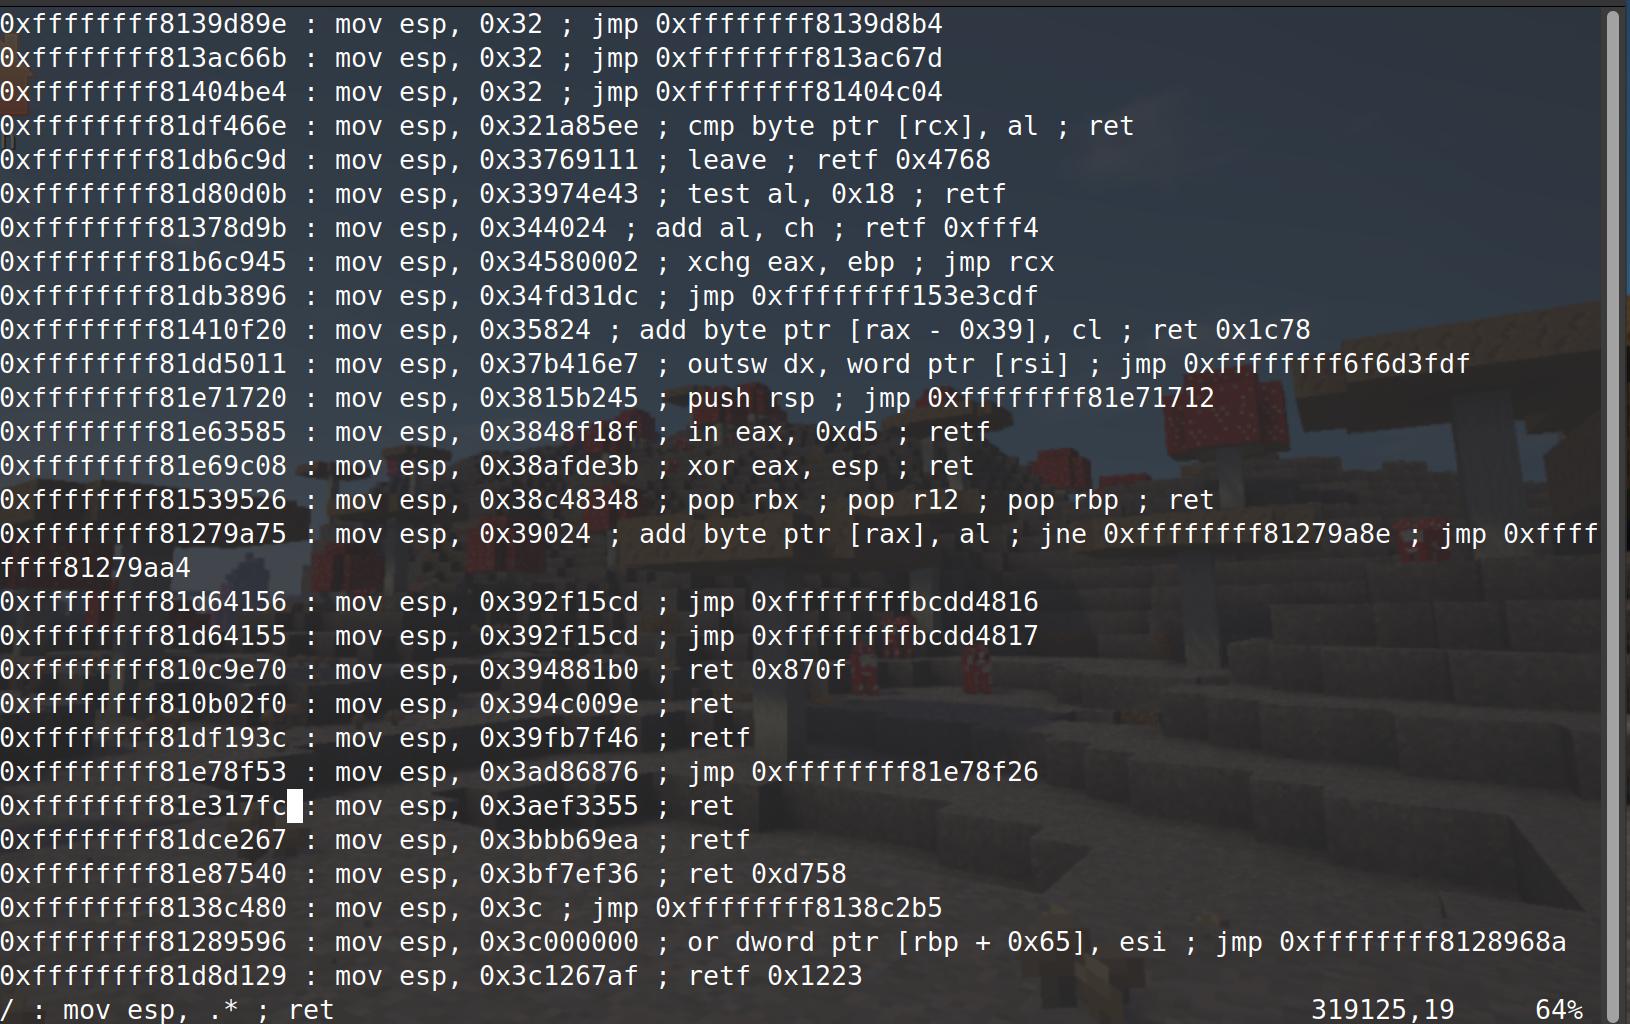 0xffffffff8139d89e : mov esp, 0x32 ; jmp 0xffffffff8139d8b4
0xffffffff813ac66b : mov esp, 0x32 ; jmp 0xffffffff813ac67d
0xffffffff81404be4 : mov esp, 0x32 ; jmp 0xffffffff81404c04
0xffffffff81df466e : mov esp, 0x321a85ee ; cmp byte ptr [rcx], al ; ret
0xffffffff81db6c9d : mov esp, 0x33769111 ; leave ; retf 0x4768
0xffffffff81d80d0b : mov esp, 0x33974e43 ; test al, 0x18 ; retf
0xffffffff81378d9b : mov esp, 0x344024 ; add al, ch ; retf 0xfff4
0xffffffff81b6c945 : mov esp, 0x34580002 ; xchg eax, ebp ; jmp rcx
0xffffffff81db3896 : mov esp, 0x34fd31dc ; jmp 0xffffffff153e3cdf
0xffffffff81410f20 : mov esp, 0x35824 ; add byte ptr [rax - 0x39], cl ; ret 0x1c78
0xffffffff81dd5011 : mov esp, 0x37b416e7 ; outsw dx, word ptr [rsi] ; jmp 0xffffffff6f6d3fdf
0xffffffff81e71720 : mov esp, 0x3815b245 ; push rsp ; jmp 0xffffffff81e71712
0xffffffff81e63585 : mov esp, 0x3848f18f ; in eax, 0xd5 ; retf
0xffffffff81e69c08 : mov esp, 0x38afde3b ; xor eax, esp ; ret
0xffffffff81539526 : mov esp, 0x38c48348 ; pop rbx ; pop r12 ; pop rbp ; ret
0xffffffff81279a75 : mov esp, 0x39024 ; add byte ptr [rax], al ; jne 0xffffffff81279a8e ; jmp 0xffff
ffff81279aa4
0xffffffff81d64156 : mov esp, 0x392f15cd ; jmp 0xffffffffbcdd4816
0xffffffff81d64155 : mov esp, 0x392f15cd ; jmp 0xffffffffbcdd4817
0xffffffff810c9e70 : mov esp, 0x394881b0 ; ret 0x870f
0xffffffff810b02f0 : mov esp, 0x394c009e ; ret
0xffffffff81df193c : mov esp, 0x39fb7f46 ; retf
0xffffffff81e78f53 : mov esp, 0x3ad86876 ; jmp 0xffffffff81e78f26
0xffffffff81e317fc : mov esp, 0x3aef3355 ; ret
0xffffffff81dce267 : mov esp, 0x3bbb69ea ; retf
0xffffffff81e87540 : mov esp, 0x3bf7ef36 ; ret 0xd758
0xffffffff8138c480 : mov esp, 0x3c ; jmp 0xffffffff8138c2b5
0xffffffff81289596 : mov esp, 0x3c000000 ; or dword ptr [rbp + 0x65], esi ; jmp 0xffffffff8128968a
0xffffffff81d8d129 : mov esp, 0x3c1267af ; retf 0x1223
/ : mov esp, .* ; ret 319125,19 64%